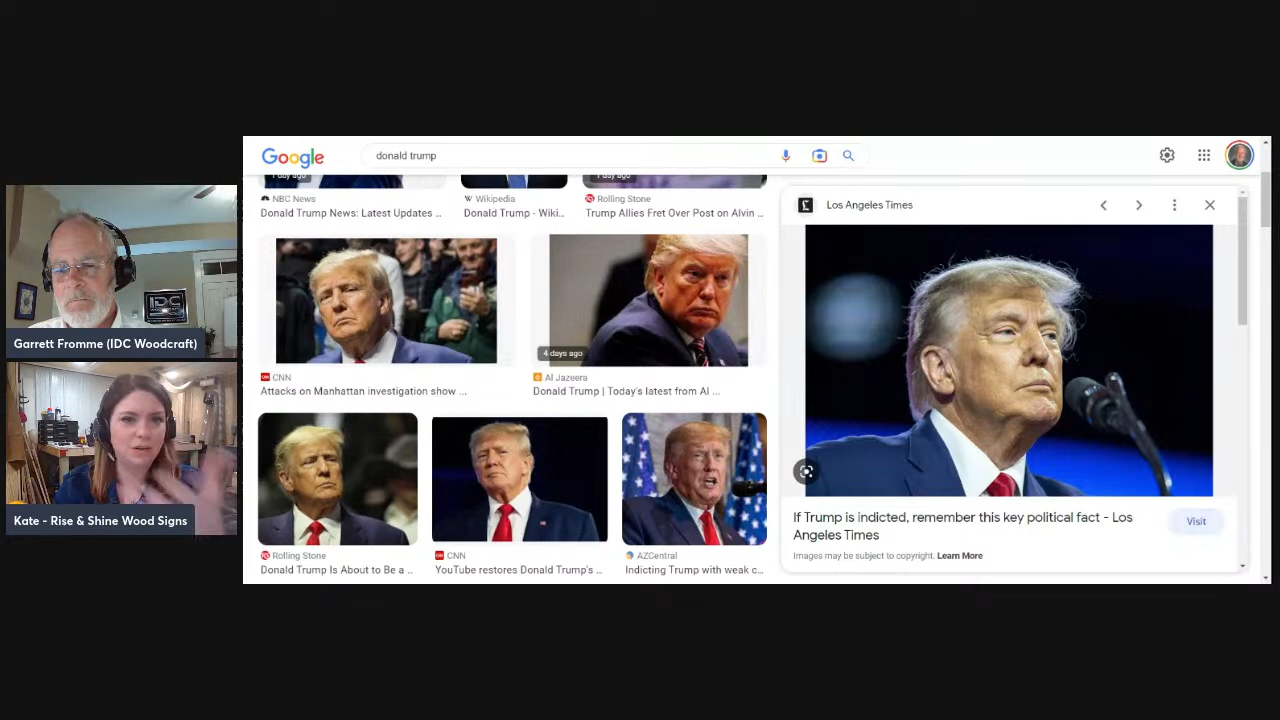 Google
donald trump
1 day ago
1 day ago
NBC News
Donald Trump News: Latest Updates ...
W Wikipedia
Donald Trump - Wiki...
Rolling Stone
Trump Allies Fret Over Post on Alvin ...
L Los Angeles Times
4 days ago
CNN
Attacks on Manhattan investigation show ...
Al Jazeera
Donald Trump | Today's latest from Al ...
Rolling Stone
Donald Trump Is About to Be a ...
CNN
YouTube restores Donald Trump's ...
AZCentral
Indicting Trump with weak c...
If Trump is indicted, remember this key political fact - Los
Angeles Times
Visit
Images may be subject to copyright. Learn More
IDC
Garrett Fromme (IDC Woodcraft)
Kate - Rise & Shine Wood Signs